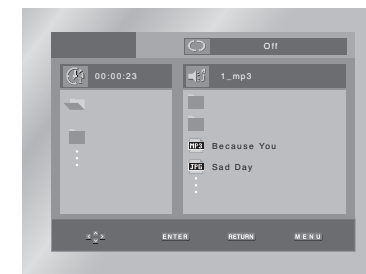 Off
00:00:23
1_mp3
MP3 Because You
JPG Sad Day
ENTER RETURN MENU